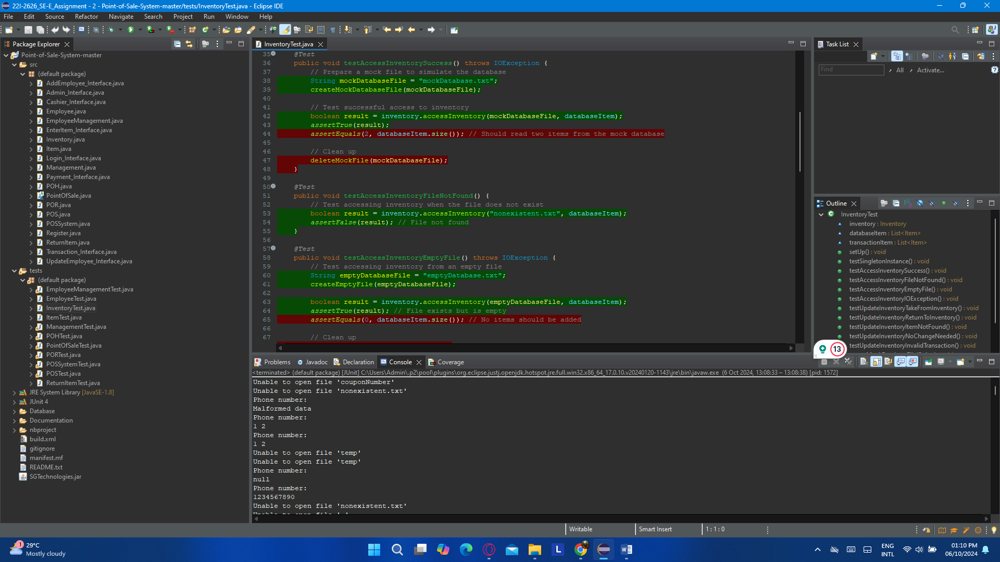 22I-2626_SE-E_Assignment - 2 - Point-of-Sale-System-master/tests/InventoryTest.java - Eclipse IDE
File Edit Source Refactor Navigate Search Project Run Window Help
Package Explorer
Point-of-Sale-System-master
src
(default package)
AddEmployee_Interface.java
Admin_Interface.java
Cashier_Interface.java
Employee.java
EmployeeManagement.java
EnterItem_Interface.java
Inventory.java
Item.java
Login_Interface.java
Management.java
Payment_Interface.java
POH.java
PointOfSale.java
POR.java
POS.java
POSSystem.java
Register.java
ReturnItem.java
Transaction_Interface.java
UpdateEmployee_Interface.java
tests
(default package)
EmployeeManagementTest.java
EmployeeTest.java
InventoryTest.java
ItemTest.java
ManagementTest.java
POHTest.java
PointOfSaleTest.java
PORTest.java
POSSystemTest.java
POSTest.java
ReturnItemTest.java
JRE System Library [JavaSE-1.8]
JUnit 4
Database
Documentation
nbproject
build.xml
gitignore
manifest.mf
README.txt
SGTechnologies.jar
InventoryTest.java
35 @Test
36 public void testAccessInventorySuccess() throws IOException {
37 // Prepare a mock file to simulate the database
38 String mockDatabaseFile = "mockDatabase.txt";
39 createMockDatabaseFile(mockDatabaseFile);
40
41 // Test successful access to inventory
42 boolean result = inventory.accessInventory(mockDatabaseFile, databaseItem);
43 assertTrue(result);
44 assertEquals(2, databaseItem.size()); // Should read two items from the mock database
45
46 // Clean up
47 deleteMockFile(mockDatabaseFile);
48 }
49
50 @Test
51 public void testAccessInventoryFileNotFound() {
52 // Test accessing inventory when the file does not exist
53 boolean result = inventory.accessInventory("nonexistent.txt", databaseItem);
54 assertFalse(result); // File not found
55 }
56
57 @Test
58 public void testAccessInventoryEmptyFile() throws IOException {
59 // Test accessing inventory from an empty file
60 String emptyDatabaseFile = "emptyDatabase.txt";
61 createEmptyFile(emptyDatabaseFile);
62
63 boolean result = inventory.accessInventory(emptyDatabaseFile, databaseItem);
64 assertTrue(result); // File exists but is empty
65 assertEquals(0, databaseItem.size()); // No items should be added
66
67 // Clean up
Task List
Find All Activate...
Outline
InventoryTest
inventory : Inventory
databaseItem : List<Item>
transactionItem : List<Item>
setUp() : void
testSingletonInstance() : void
testAccessInventorySuccess() : void
testAccessInventoryFileNotFound() : void
testAccessInventoryEmptyFile() : void
testAccessInventoryIOException() : void
testUpdateInventoryTakeFromInventory() : void
testUpdateInventoryReturnToInventory() : void
testUpdateInventoryItemNotFound() : void
testUpdateInventoryNoChangeNeeded() : void
testUpdateInventoryInvalidTransaction() : void
13
Problems Javadoc Declaration Console Coverage
<terminated> (default package) [JUnit] C:\Users\Admin\.p2\pool\plugins\org.eclipse.justj.openjdk.hotspot.jre.full.win32.x86_64_17.0.10.v20240120-1143\jre\bin\javaw.exe (6 Oct 2024, 13:08:33 – 13:08:38) [pid: 1572]
Unable to open file 'couponNumber'
Unable to open file 'nonexistent.txt'
Phone number:
Malformed data
Phone number:
1 2
Phone number:
1 2
Unable to open file 'temp'
Unable to open file 'temp'
Phone number:
null
Phone number:
1234567890
Unable to open file 'nonexistent.txt'
Writable Smart Insert 1 : 1 : 0
1
29°C
Mostly cloudy
ENG
INTL
01:10 PM
06/10/2024